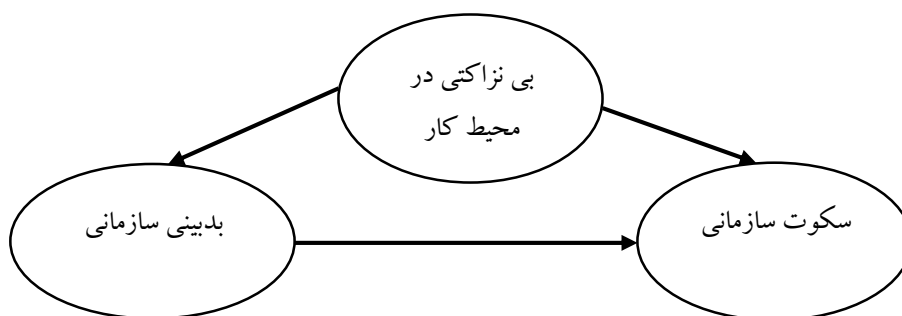 بی نزاکتی در
محیط کار
سکوت سازمانی
بدبینی سازمانی